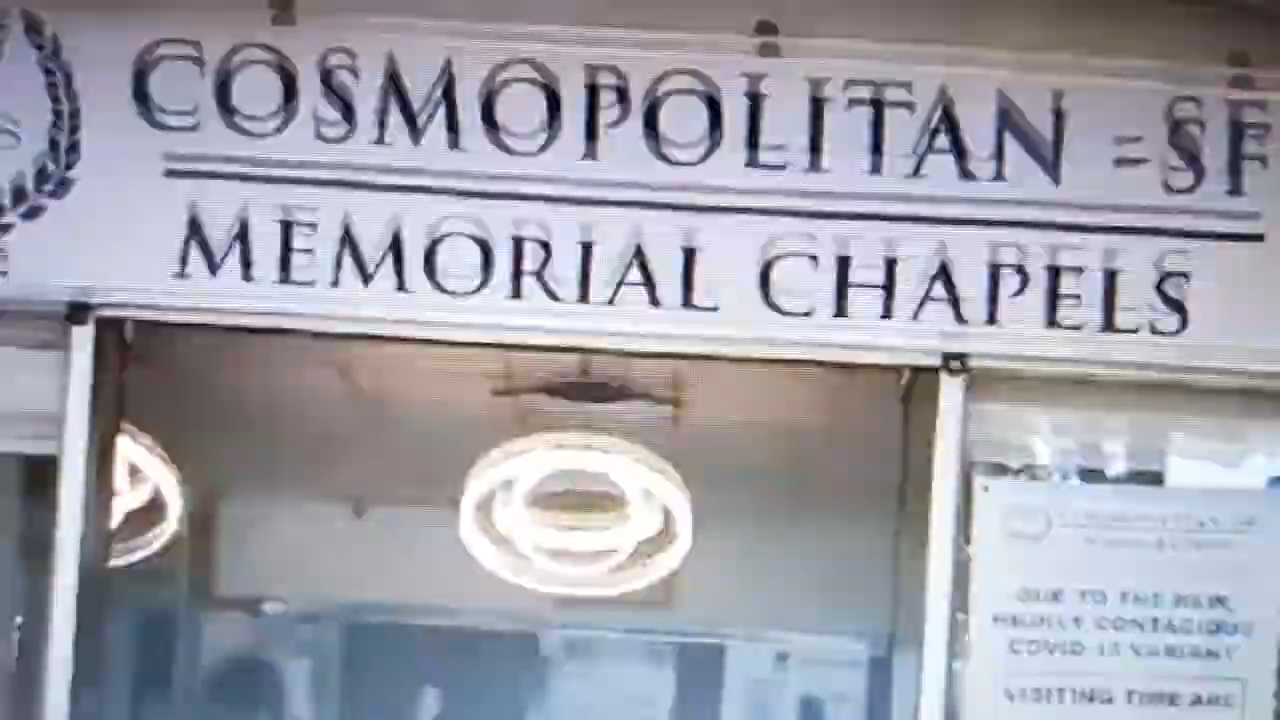 COSMOPOLITAN - SF
MEMORIAL CHAPELS
DUE TO THE NEW,
HIGHLY CONTAGIOUS
COVID-19 VARIANT
VISITING TIME ARE